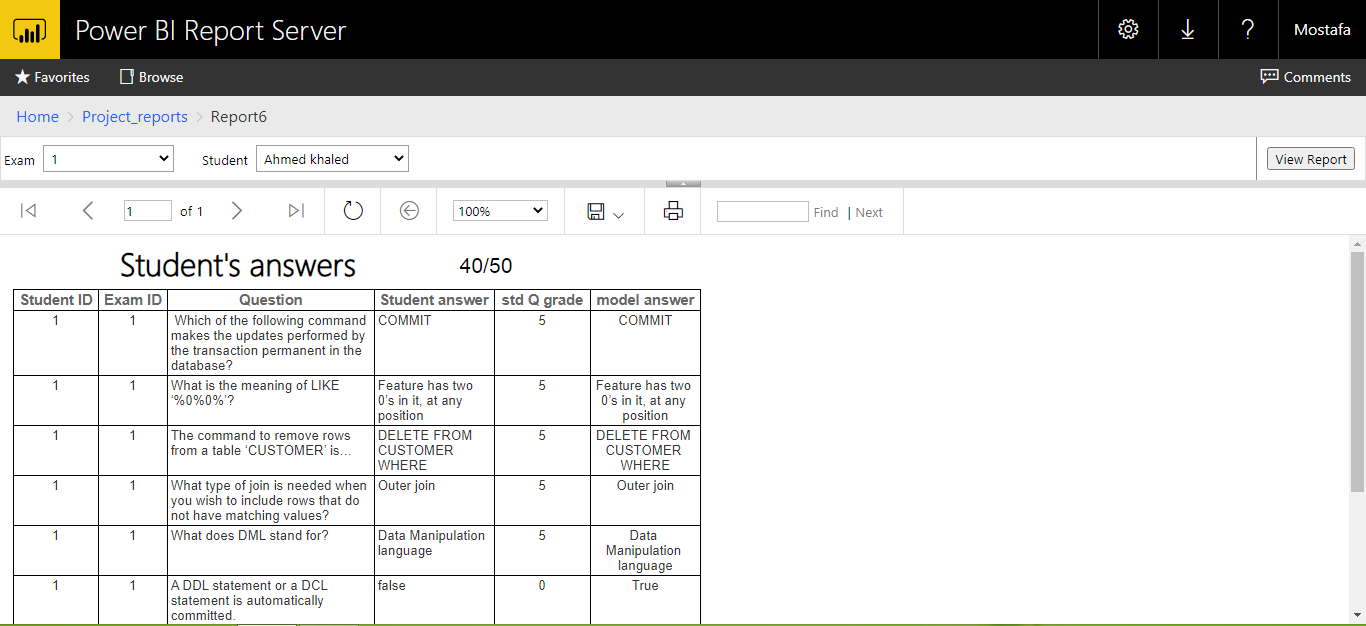 Power BI Report Server
Mostafa
Favorites
Browse
Comments
Home > Project_reports > Report6
Exam 1
Student Ahmed khaled
View Report
1 of 1
100%
Find | Next
Student's answers
40/50
Student ID Exam ID Question Student answer std Q grade model answer
1 1 Which of the following command COMMIT 5 COMMIT
makes the updates performed by
the transaction permanent in the
database?
1 1 What is the meaning of LIKE Feature has two 5 Feature has two
‘%0%0%’? 0’s in it, at any 0’s in it, at any
position position
1 1 The command to remove rows DELETE FROM 5 DELETE FROM
from a table ‘CUSTOMER’ is... CUSTOMER CUSTOMER
WHERE WHERE
1 1 What type of join is needed when Outer join 5 Outer join
you wish to include rows that do
not have matching values?
1 1 What does DML stand for? Data Manipulation 5 Data
language Manipulation
language
1 1 A DDL statement or a DCL false 0 True
statement is automatically
committed.